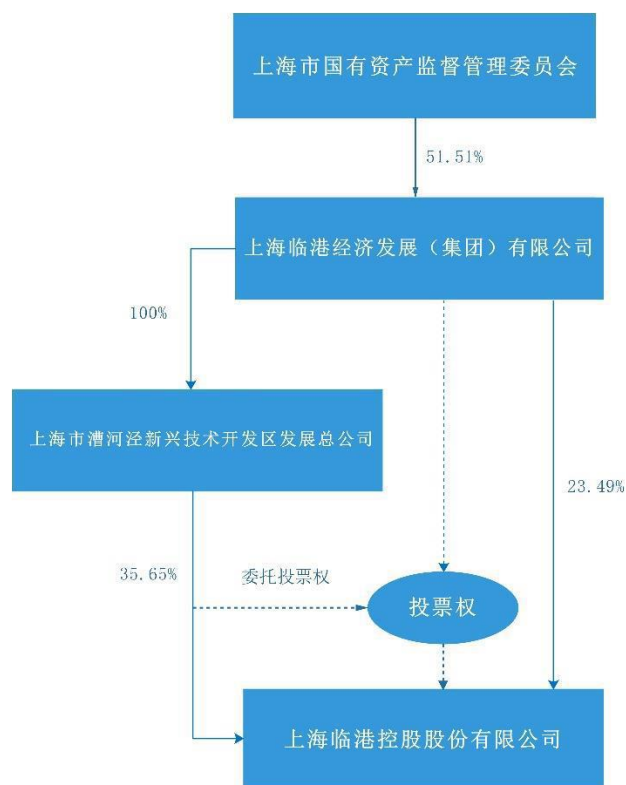 上海市国有资产监督管理委员会
51.51%
上海临港经济发展（集团）有限公司
100%
上海市漕河泾新兴技术开发区发展总公司
23.49%
35.65%
委托投票权
投票权
上海临港控股股份有限公司